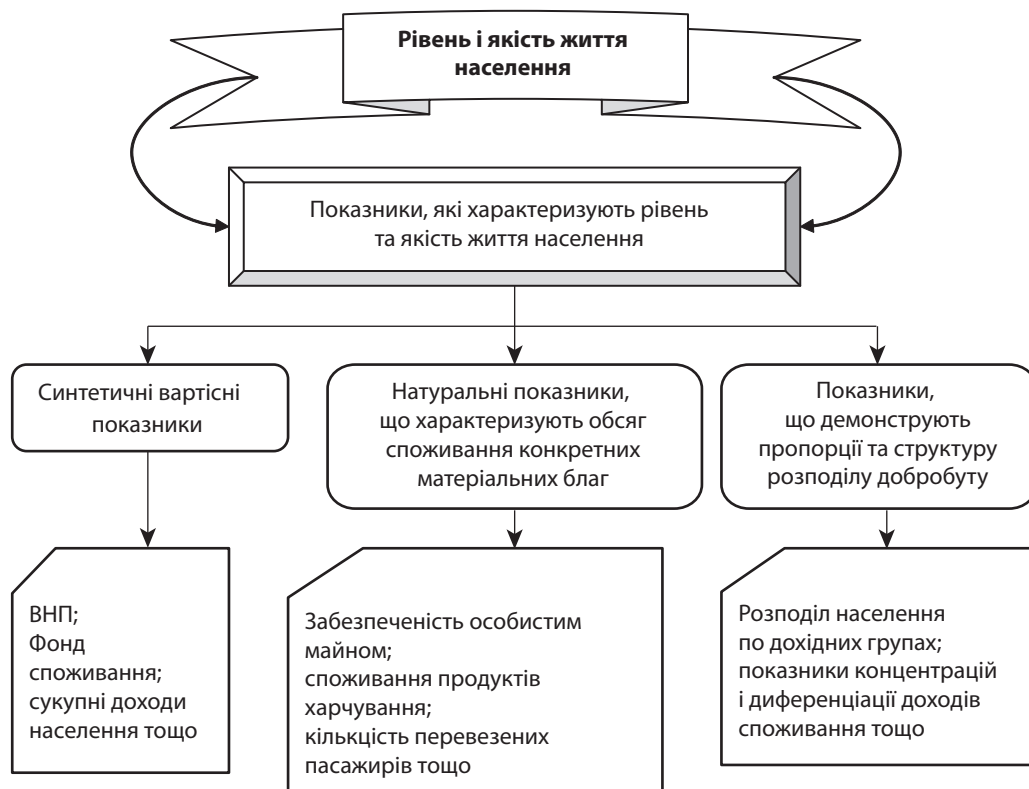 Рівень і якість життя
населення
Показники, які характеризують рівень
та якість життя населення
Синтетичні вартісні
показники
Натуральні показники,
що характеризують обсяг
споживання конкретних
матеріальних благ
Показники,
що демонструють
пропорції та структуру
розподілу добробуту
ВНП;
Фонд
споживання;
сукупні доходи
населення тощо
Забезпеченість особистим
майном;
споживання продуктів
харчування;
кількцість перевезених
пасажирів тощо
Розподіл населення
по дохідних групах;
показники концентрацій
і диференціації доходів
споживання тощо